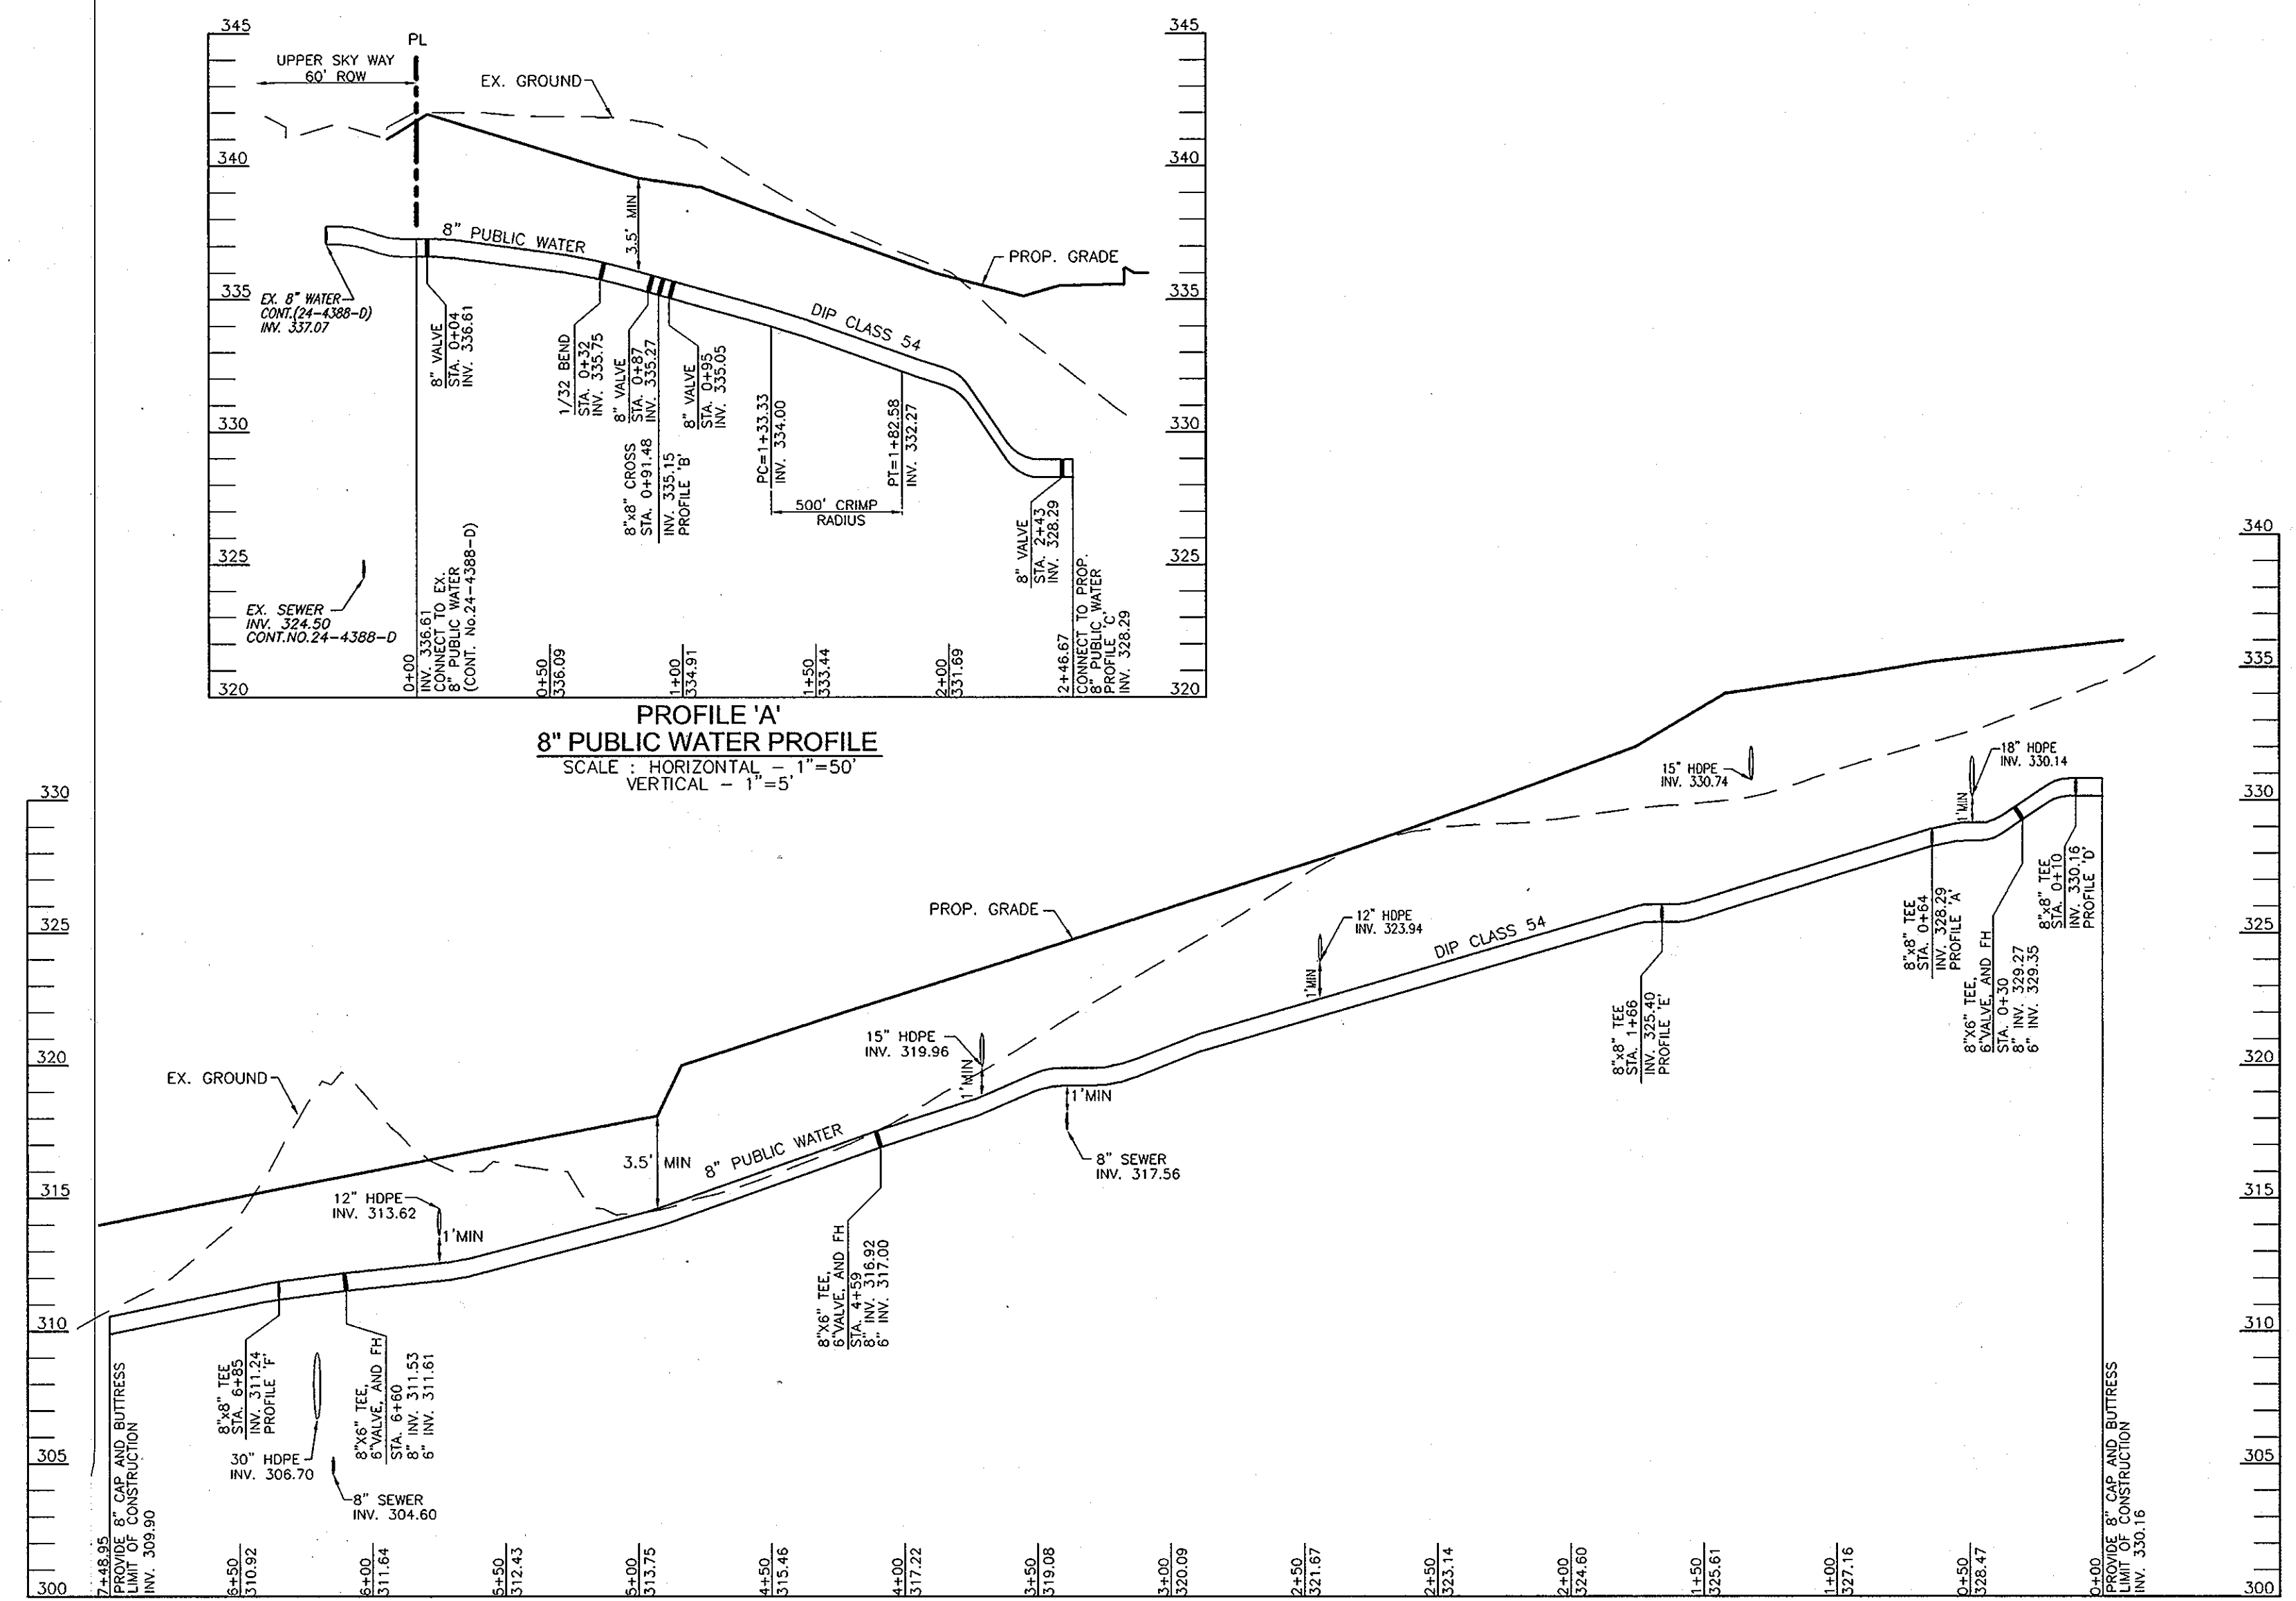 345
340
335
330
325
320
345
340
335
330
325
320
PL
UPPER SKY WAY
60' ROW
EX. GROUND
8" PUBLIC WATER
3.5' MIN
PROP. GRADE
DIP CLASS 54
EX. 8" WATER
CONT.(24-4388-D)
INV. 337.07
8" VALVE
STA. 0+04
INV. 336.61
1/32 BEND
STA. 0+32
INV. 335.75
8" VALVE
STA. 0+87
INV. 335.27
8"x8" CROSS
STA. 0+91.48
INV. 335.15
PROFILE 'B'
8" VALVE
STA. 0+95
INV. 335.05
PC=1+33.33
INV. 334.00
PT=1+82.58
INV. 332.27
500' CRIMP
RADIUS
8" VALVE
STA. 2+43
INV. 328.29
EX. SEWER
INV. 324.50
CONT.NO.24-4388-D
0+00
INV. 336.61
CONNECT TO EX.
8" PUBLIC WATER
(CONT. No.24-4388-D)
0+50
336.09
1+00
334.91
1+50
333.44
2+00
331.69
2+46.67
CONNECT TO PROP.
8" PUBLIC WATER
PROFILE 'C'
INV. 328.29
PROFILE 'A'
8" PUBLIC WATER PROFILE
SCALE : HORIZONTAL - 1"=50'
VERTICAL - 1"=5'
330
325
320
315
310
305
300
340
335
330
325
320
315
310
305
300
EX. GROUND
PROP. GRADE
12" HDPE
INV. 313.62
1'MIN
3.5' MIN
8" PUBLIC WATER
15" HDPE
INV. 319.96
1'MIN
1'MIN
8" SEWER
INV. 317.56
12" HDPE
INV. 323.94
1'MIN
DIP CLASS 54
15" HDPE
INV. 330.74
18" HDPE
INV. 330.14
1'MIN
8"x8" TEE
STA. 6+85
INV. 311.24
PROFILE 'F'
30" HDPE
INV. 306.70
8" SEWER
INV. 304.60
8"X6" TEE,
6"VALVE, AND FH
STA. 6+60
8" INV. 311.53
6" INV. 311.61
8"X6" TEE,
6"VALVE, AND FH
STA. 4+59
8" INV. 316.92
6" INV. 317.00
8"x8" TEE
STA. 1+66
INV. 325.40
PROFILE 'E'
8"x8" TEE
STA. 0+64
INV. 328.29
PROFILE 'A'
8"X6" TEE,
6"VALVE, AND FH
STA. 0+30
8" INV. 329.27
6" INV. 329.35
8"x8" TEE
STA. 0+10
INV. 330.16
PROFILE 'D'
7+48.95
PROVIDE 8" CAP AND BUTTRESS
LIMIT OF CONSTRUCTION
INV. 309.90
6+50
310.92
6+00
311.64
5+50
312.43
5+00
313.75
4+50
315.46
4+00
317.22
3+50
319.08
3+00
320.09
2+50
321.67
2+50
323.14
2+00
324.60
1+50
325.61
1+00
327.16
0+50
328.47
0+00
PROVIDE 8" CAP AND BUTTRESS
LIMIT OF CONSTRUCTION
INV. 330.16